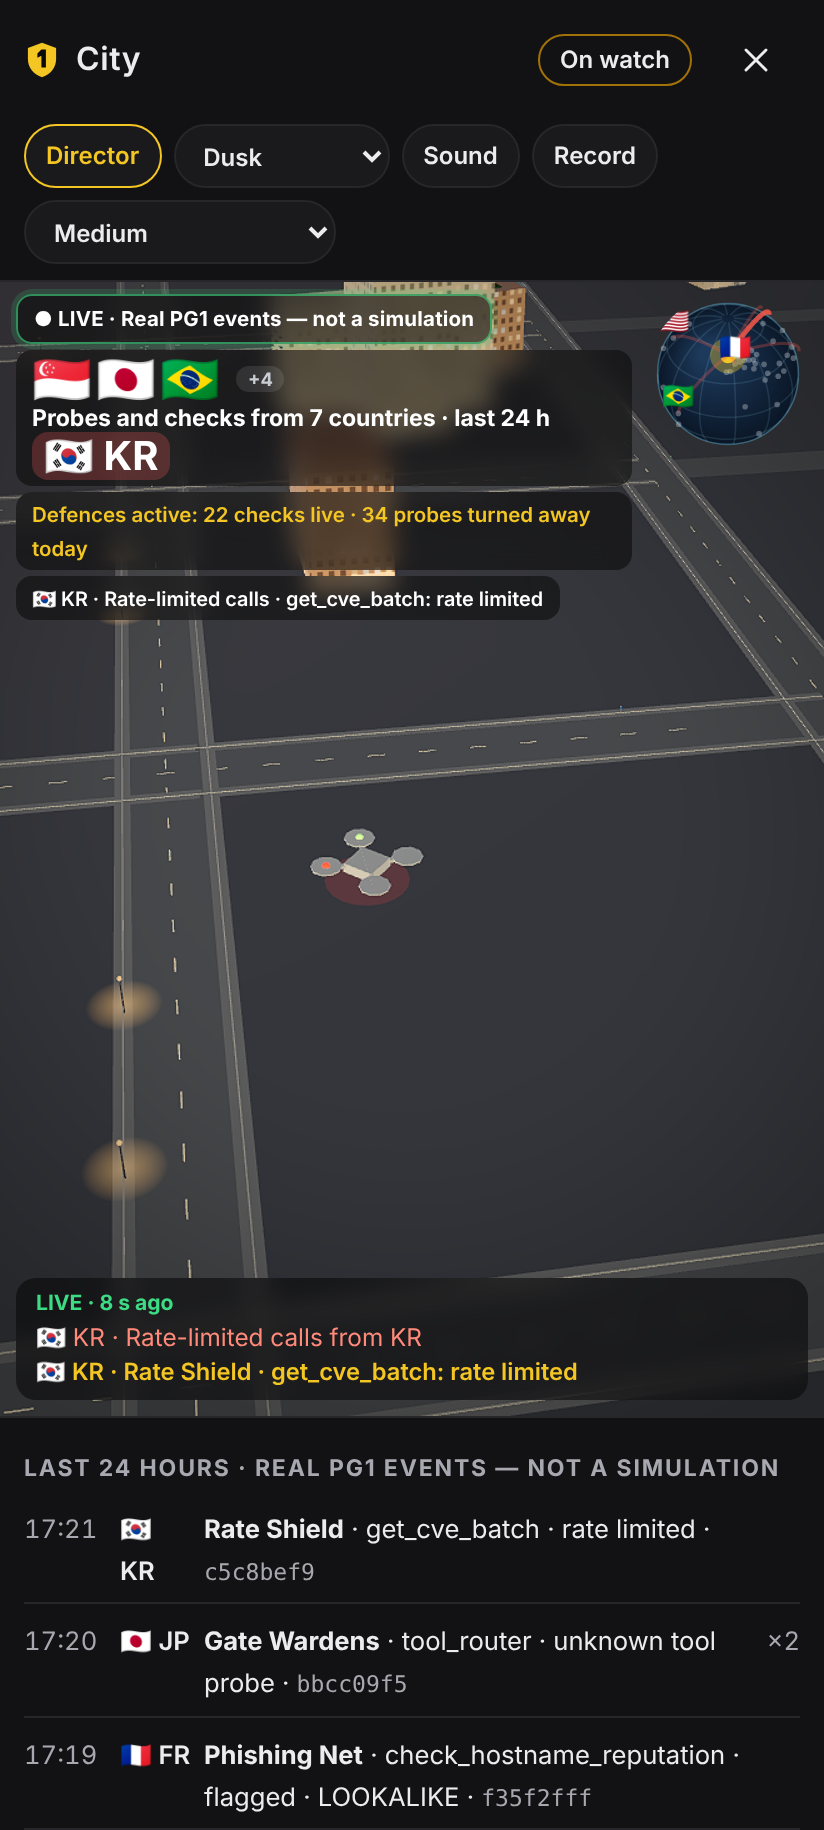 1 City
On watch
Director
Dusk
Sound
Record
Medium
LIVE · Real PG1 events — not a simulation
+4
Probes and checks from 7 countries · last 24 h
KR
Defences active: 22 checks live · 34 probes turned away
today
KR · Rate-limited calls · get_cve_batch: rate limited
LIVE · 8 s ago
KR · Rate-limited calls from KR
KR · Rate Shield · get_cve_batch: rate limited
LAST 24 HOURS · REAL PG1 EVENTS — NOT A SIMULATION
17:21 KR Rate Shield · get_cve_batch · rate limited ·
c5c8bef9
17:20 JP Gate Wardens · tool_router · unknown tool ×2
probe · bbcc09f5
17:19 FR Phishing Net · check_hostname_reputation ·
flagged · LOOKALIKE · f35f2fff